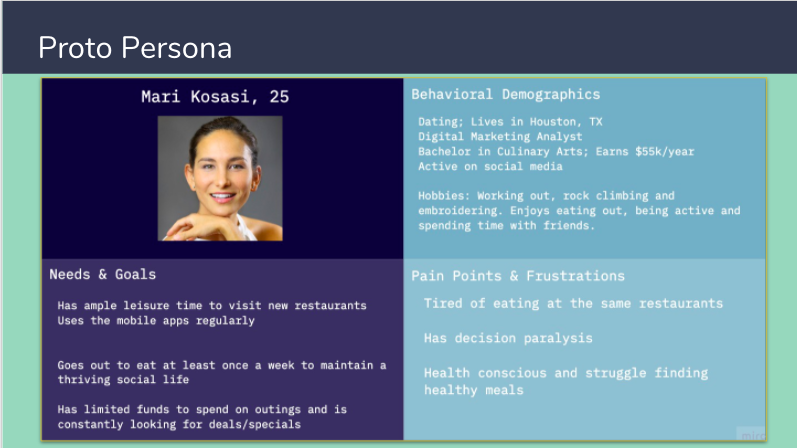 Proto Persona
Mari Kosasi, 25
Behavioral Demographics
Dating; Lives in Houston, TX
Digital Marketing Analyst
Bachelor in Culinary Arts; Earns $55k/year
Active on social media
Hobbies: Working out, rock climbing and
embroidering. Enjoys eating out, being active and
spending time with friends.
Needs & Goals
Has ample leisure time to visit new restaurants
Uses the mobile apps regularly
Goes out to eat at least once a week to maintain a
thriving social life
Has limited funds to spend on outings and is
constantly looking for deals/specials
Pain Points & Frustrations
Tired of eating at the same restaurants
Has decision paralysis
Health conscious and struggle finding
healthy meals
miro